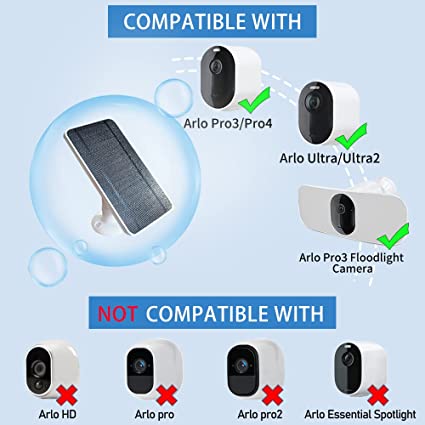 COMPATIBLE WITH
Arlo Pro3/Pro4
Arlo Ultra/Ultra2
Arlo Pro3 Floodlight
Camera
NOT COMPATIBLE WITH
Arlo HD
Arlo pro
Arlo pro2
Arlo Essential Spotlight